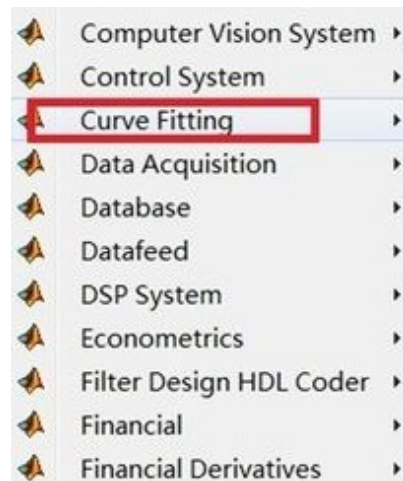 Computer Vision System
Control System
Curve Fitting
Data Acquisition
Database
Datafeed
DSP System
Econometrics
Filter Design HDL Coder
Financial
Financial Derivatives